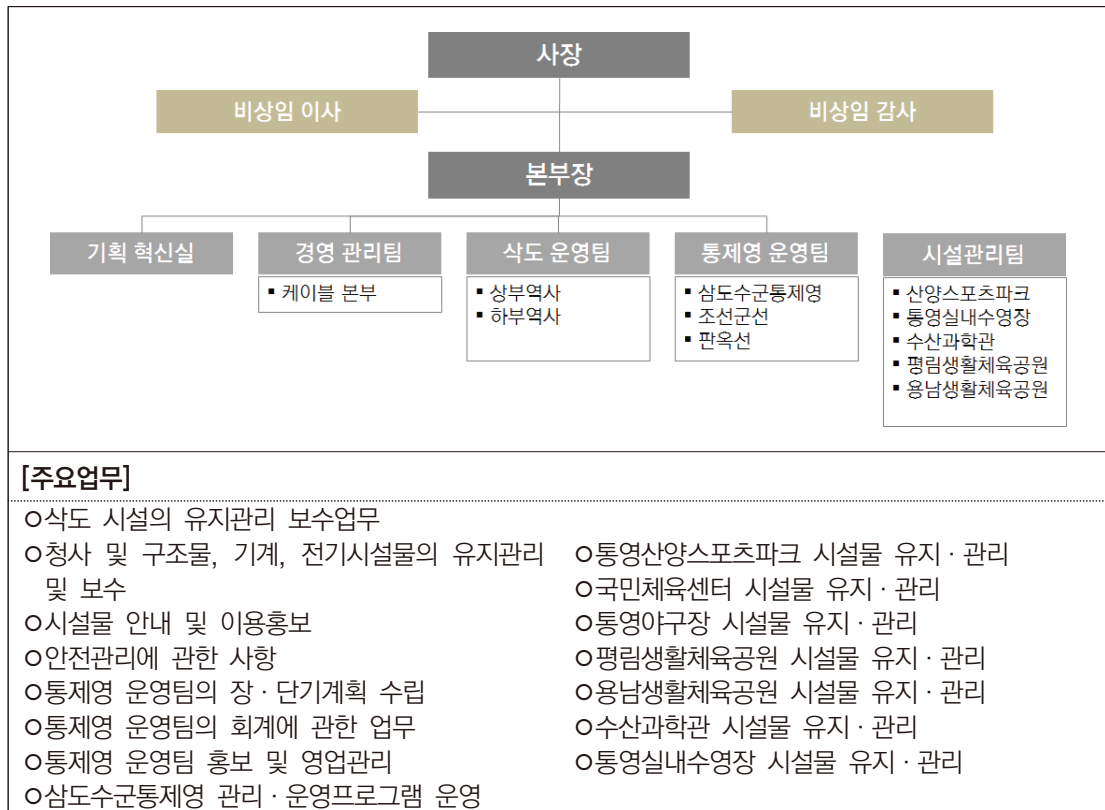 사장
비상임 이사
비상임 감사
본부장
기획 혁신실
경영 관리팀
삭도 운영팀
통제영 운영팀
시설관리팀
▪ 케이블 본부
▪ 상부역사
▪ 하부역사
▪ 삼도수군통제영
▪ 조선군선
▪ 판옥선
▪ 산양스포츠파크
▪ 통영실내수영장
▪ 수산과학관
▪ 평림생활체육공원
▪ 용남생활체육공원
[주요업무]
○삭도 시설의 유지관리 보수업무
○청사 및 구조물, 기계, 전기시설물의 유지관리
및 보수
○시설물 안내 및 이용홍보
○안전관리에 관한 사항
○통제영 운영팀의 장·단기계획 수립
○통제영 운영팀의 회계에 관한 업무
○통제영 운영팀 홍보 및 영업관리
○삼도수군통제영 관리·운영프로그램 운영
○통영산양스포츠파크 시설물 유지·관리
○국민체육센터 시설물 유지·관리
○통영야구장 시설물 유지·관리
○평림생활체육공원 시설물 유지·관리
○용남생활체육공원 시설물 유지·관리
○수산과학관 시설물 유지·관리
○통영실내수영장 시설물 유지·관리